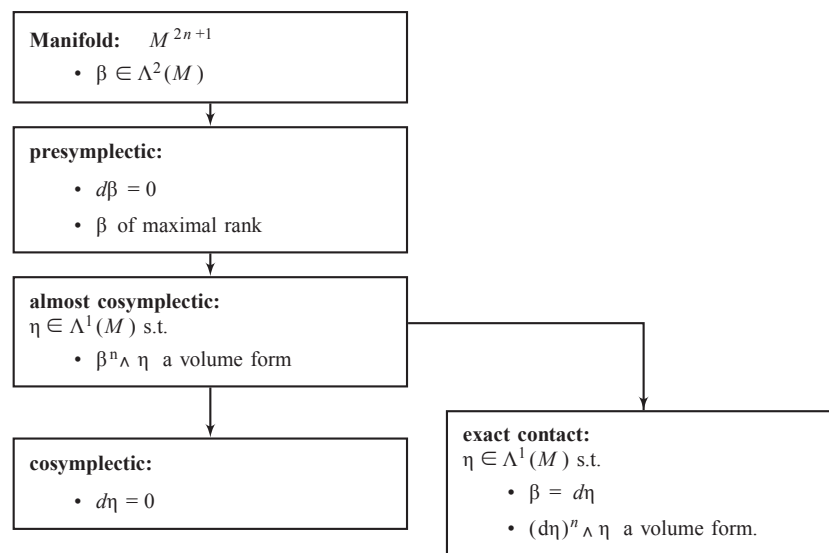 Manifold: M²ⁿ⁺¹
• β ∈ Λ²(M)
presymplectic:
• dβ = 0
• β of maximal rank
almost cosymplectic:
η ∈ Λ¹(M) s.t.
• βⁿ ∧ η a volume form
cosymplectic:
• dη = 0
exact contact:
η ∈ Λ¹(M) s.t.
• β = dη
• (dη)ⁿ ∧ η a volume form.